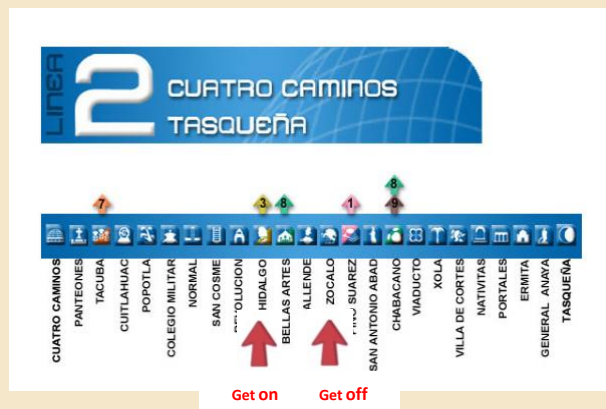 LINEA
2
CUATRO CAMINOS
TASQUEÑA
7
3
8
1
8
9
CUATRO CAMINOS
PANTEONES
TACUBA
CUITLAHUAC
POPOTLA
COLEGIO MILITAR
NORMAL
SAN COSME
HIDALGO
BELLAS ARTES
ALLENDE
ZOCALO
SUAREZ
SAN ANTONIO ABAD
CHABACANO
VIADUCTO
XOLA
VILLA DE CORTES
NATIVITAS
PORTALES
ERMITA
GENERAL ANAYA
TASQUEÑA
Get on
Get off